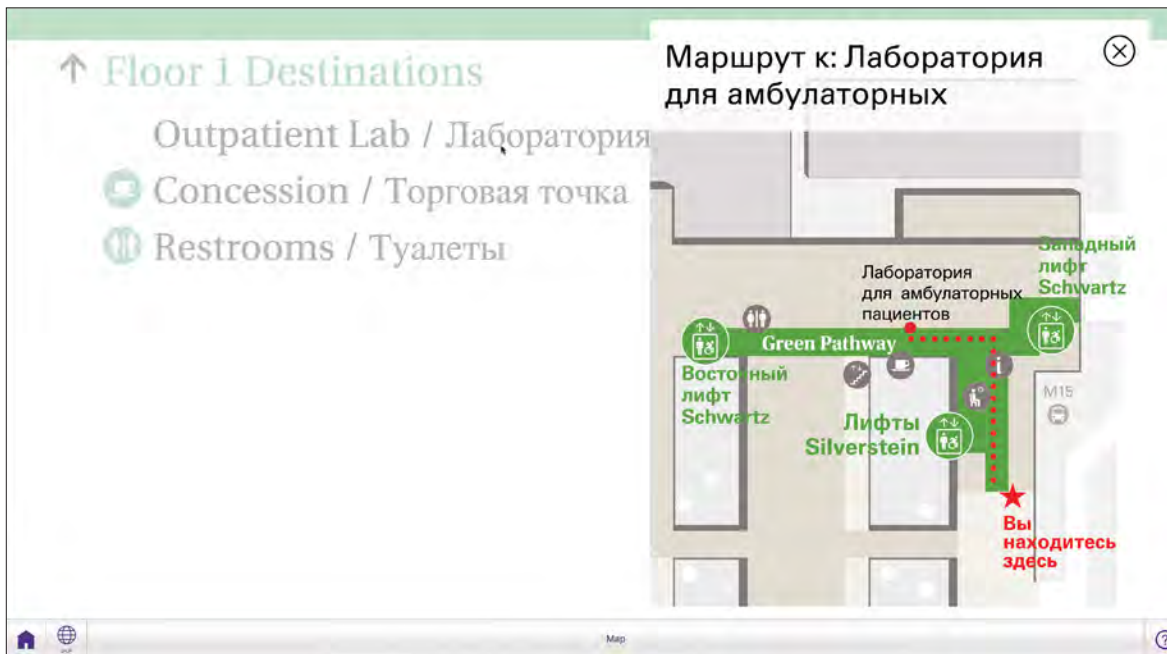 Floor 1 Destinations
Outpatient Lab / Лаборатория
Concession / Торговая точка
Restrooms / Туалеты
Маршрут к: Лаборатория
для амбулаторных
Западный
лифт
Schwartz
Лаборатория
для амбулаторных
пациентов
Green Pathway
Восточный
лифт
Schwartz
i
M15
Лифты
Silverstein
Вы
находитесь
здесь
Map
?